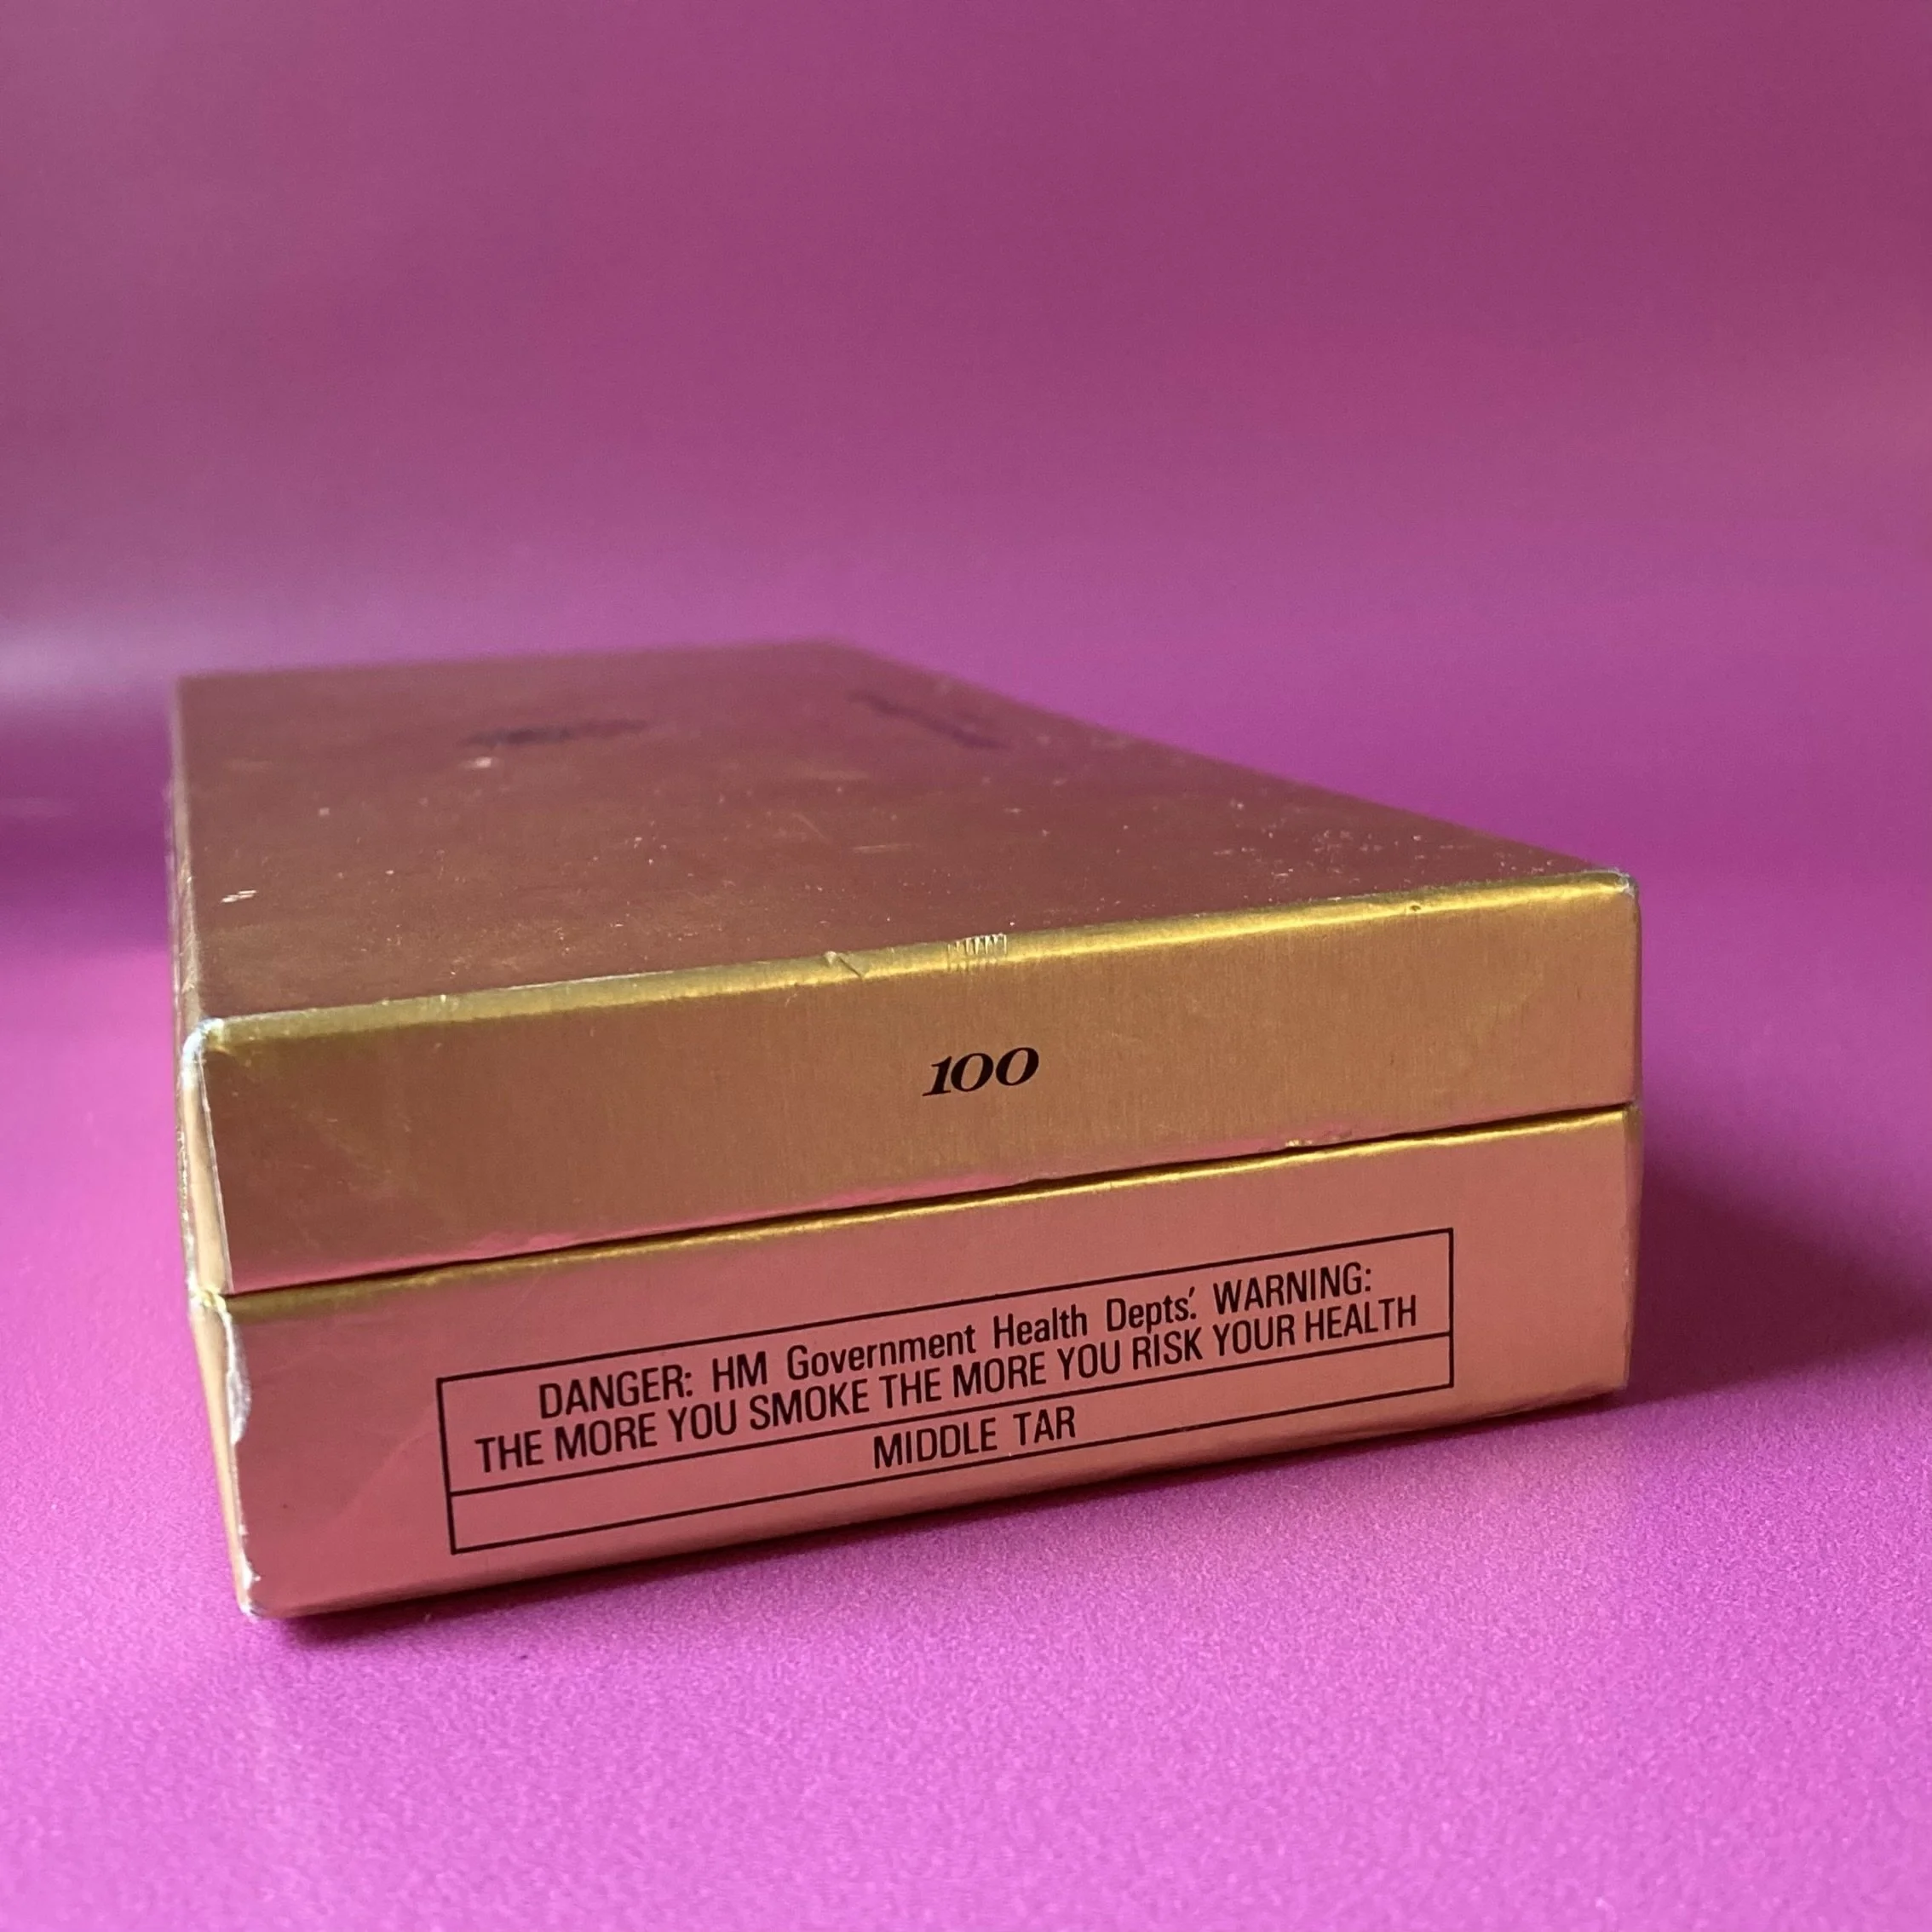 100
DANGER: HM Government Health Depts'. WARNING:
THE MORE YOU SMOKE THE MORE YOU RISK YOUR HEALTH
MIDDLE TAR